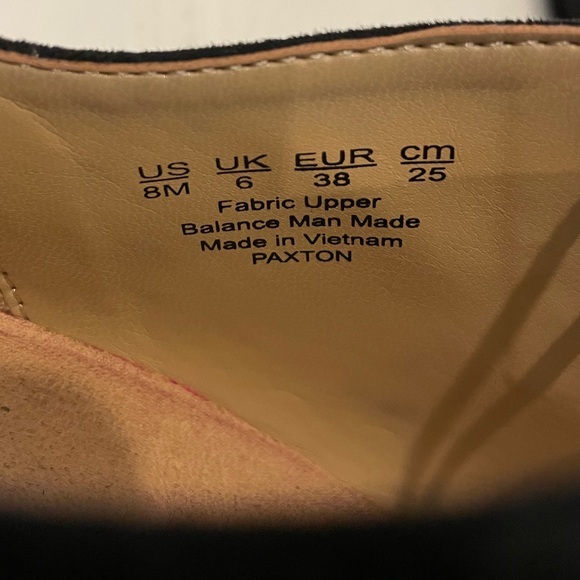 US UK EUR cm
8M 6 38 25
Fabric Upper
Balance Man Made
Made in Vietnam
PAXTON